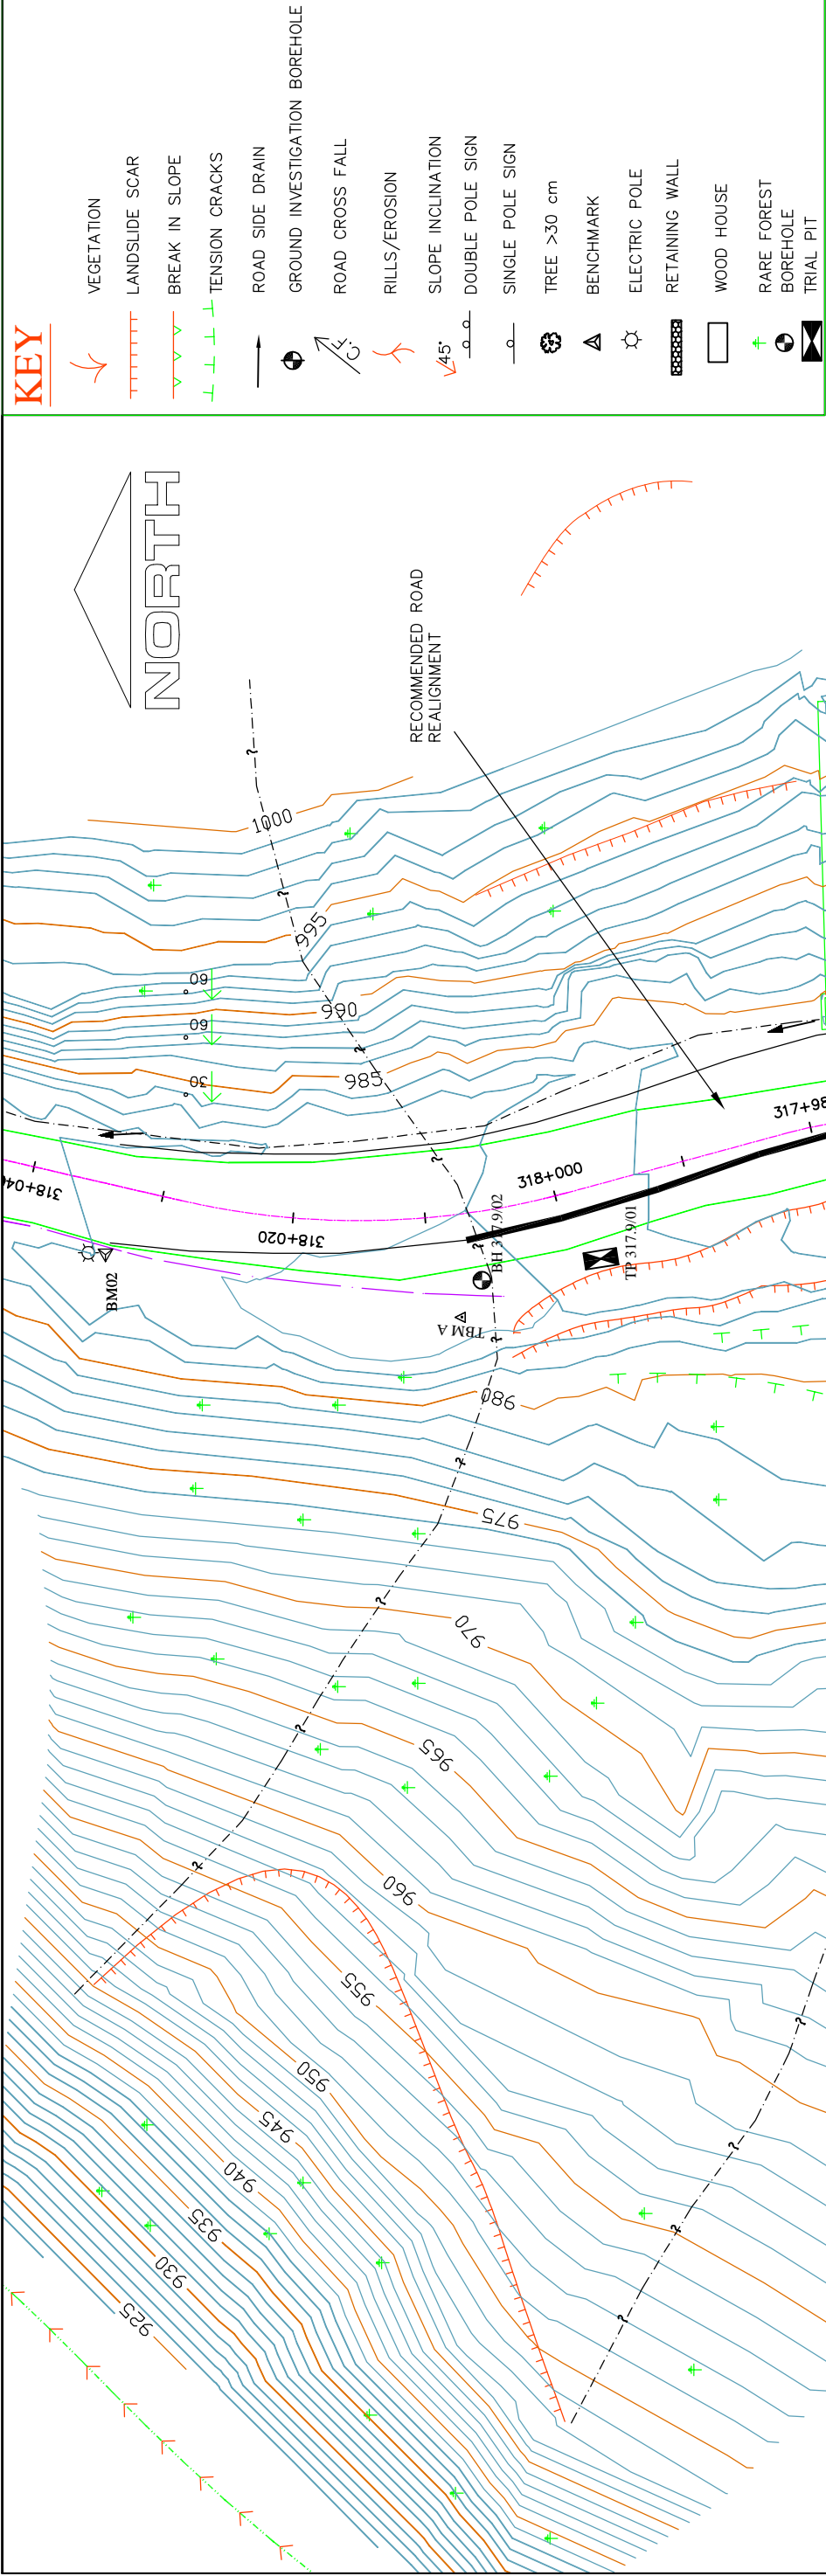 KEY
VEGETATION
LANDSLIDE SCAR
BREAK IN SLOPE
TENSION CRACKS
ROAD SIDE DRAIN
GROUND INVESTIGATION BOREHOLE
C.F
ROAD CROSS FALL
RILLS/EROSION
45°
SLOPE INCLINATION
DOUBLE POLE SIGN
SINGLE POLE SIGN
TREE >30 cm
BENCHMARK
ELECTRIC POLE
RETAINING WALL
WOOD HOUSE
RARE FOREST
BOREHOLE
TRIAL PIT
NORTH
RECOMMENDED ROAD
REALIGNMENT
1000
995
990
985
60
60
30
318+040
318+020
318+000
317+98
BM02
BH 317.9/02
TP 317.9/01
TBM A
980
975
970
965
960
955
950
945
940
935
930
925